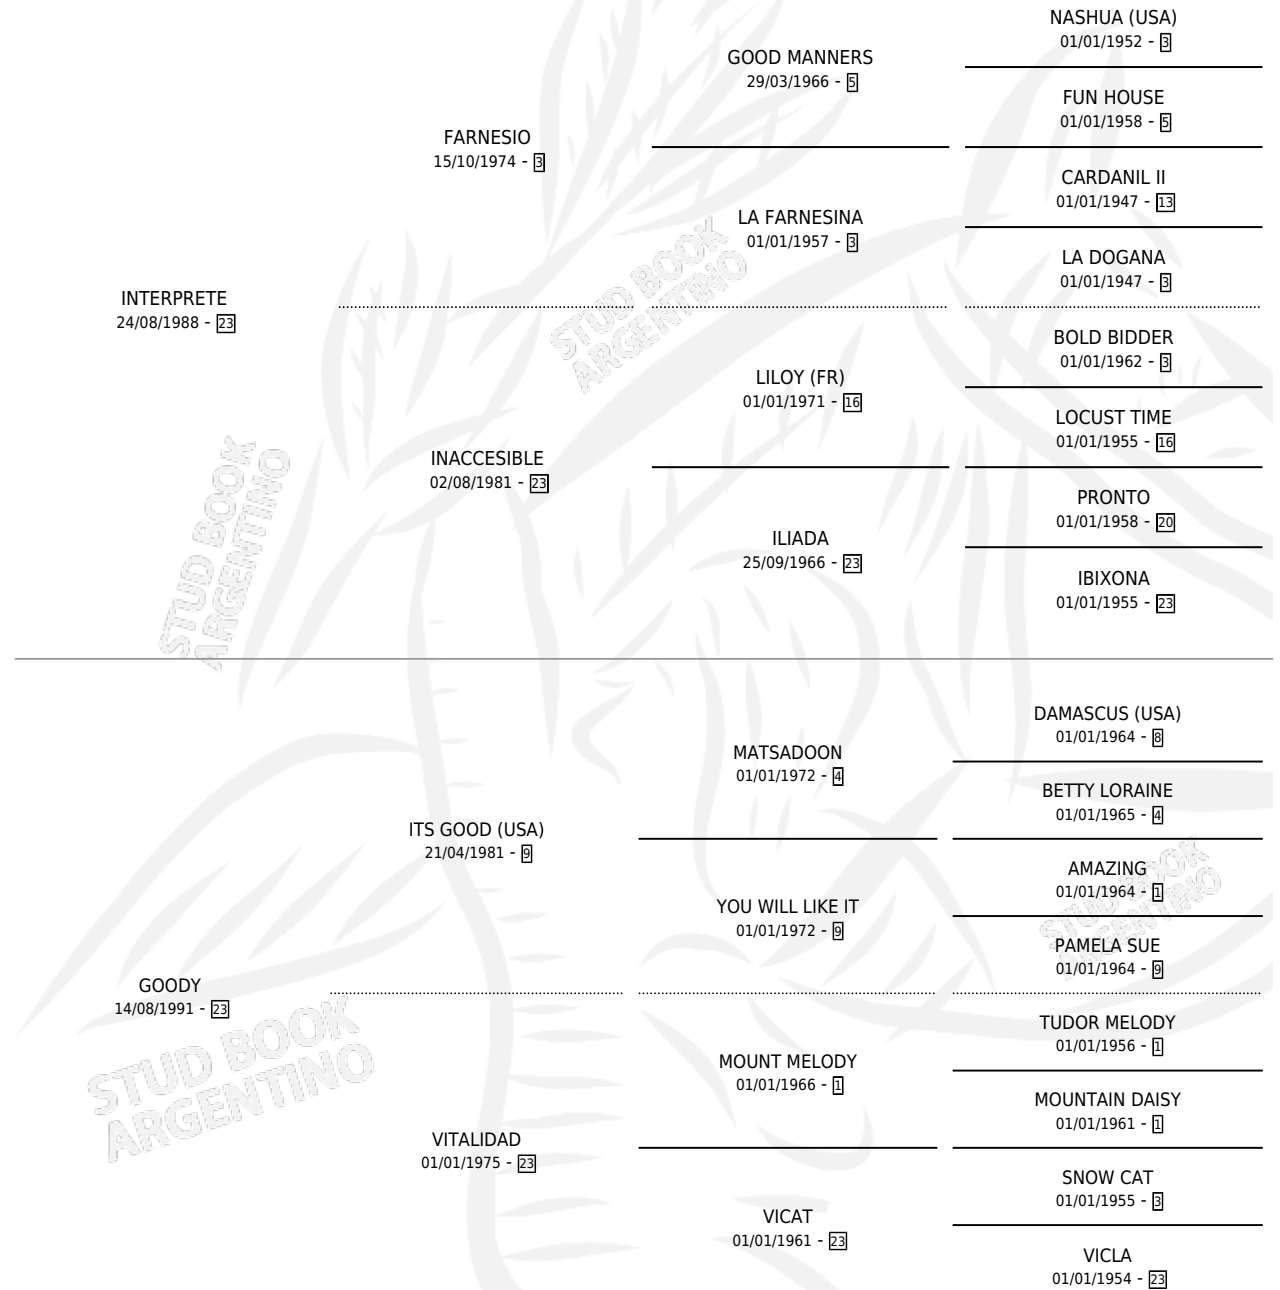 NASHUA (USA)
01/01/1952 - 3
GOOD MANNERS
29/03/1966 - 5
FUN HOUSE
01/01/1958 - 5
FARNESIO
15/10/1974 - 3
CARDANIL II
01/01/1947 - 13
LA FARNESINA
01/01/1957 - 3
LA DOGANA
01/01/1947 - 3
INTERPRETE
24/08/1988 - 23
BOLD BIDDER
01/01/1962 - 3
LILOY (FR)
01/01/1971 - 16
LOCUST TIME
01/01/1955 - 16
INACCESIBLE
02/08/1981 - 23
PRONTO
01/01/1958 - 20
ILIADA
25/09/1966 - 23
IBIXONA
01/01/1955 - 23
STUD BOOK
ARGENTINO
STUD BOOK
ARGENTINO
DAMASCUS (USA)
01/01/1964 - 8
MATSADOON
01/01/1972 - 4
BETTY LORAINE
01/01/1965 - 4
ITS GOOD (USA)
21/04/1981 - 9
AMAZING
01/01/1964 - 1
YOU WILL LIKE IT
01/01/1972 - 9
PAMELA SUE
01/01/1964 - 9
STUD BOOK
ARGENTINO
GOODY
14/08/1991 - 23
TUDOR MELODY
01/01/1956 - 1
MOUNT MELODY
01/01/1966 - 1
MOUNTAIN DAISY
01/01/1961 - 1
STUD BOOK
ARGENTINO
VITALIDAD
01/01/1975 - 23
SNOW CAT
01/01/1955 - 3
VICAT
01/01/1961 - 23
VICLA
01/01/1954 - 23